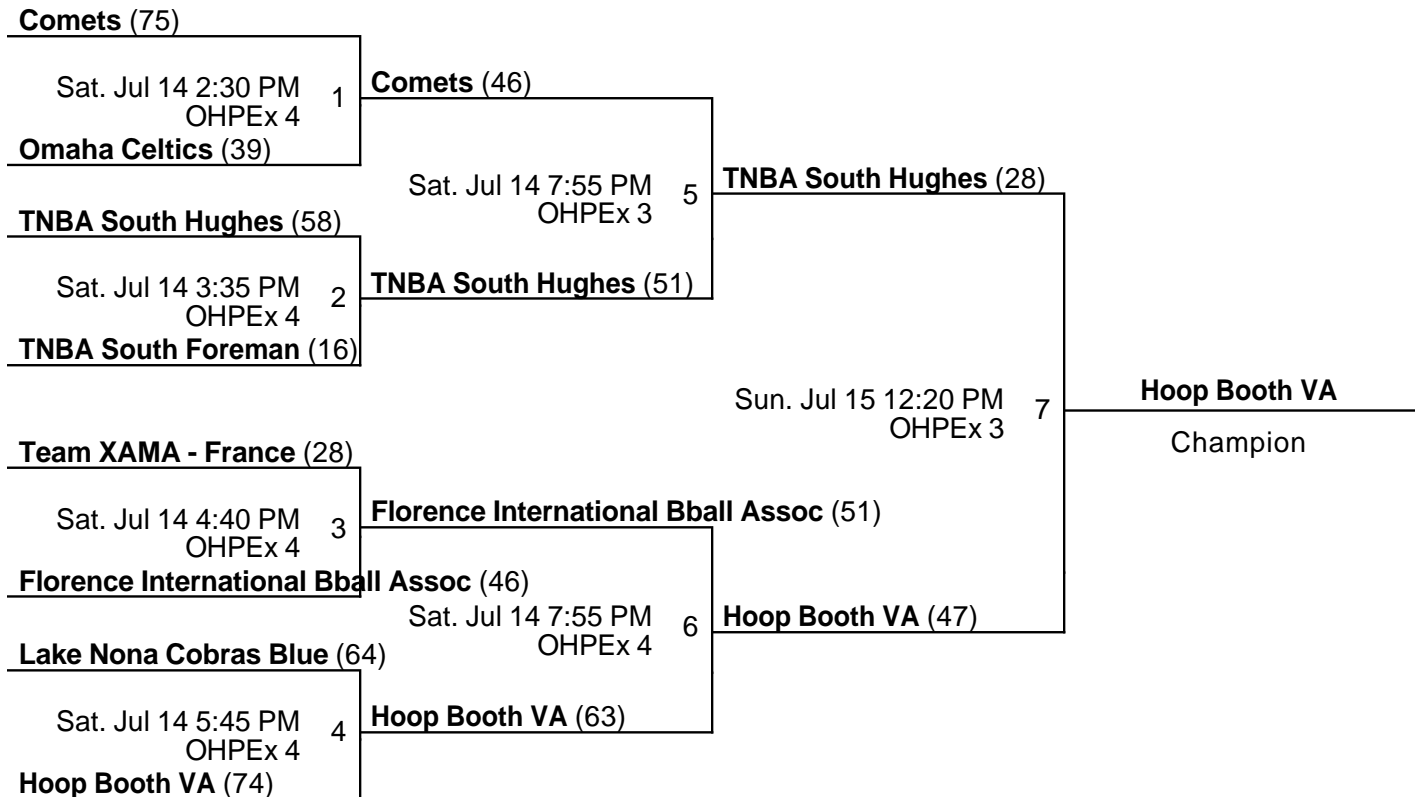 Comets (75)
Sat. Jul 14 2:30 PM 1
OHPEx 4
Omaha Celtics (39)
Comets (46)
TNBA South Hughes (58)
Sat. Jul 14 3:35 PM 2
OHPEx 4
TNBA South Foreman (16)
Sat. Jul 14 7:55 PM 5
OHPEx 3
TNBA South Hughes (51)
TNBA South Hughes (28)
Team XAMA - France (28)
Sat. Jul 14 4:40 PM 3
OHPEx 4
Florence International Bball Assoc (46)
Florence International Bball Assoc (51)
Sat. Jul 14 7:55 PM 6
OHPEx 4
Lake Nona Cobras Blue (64)
Sat. Jul 14 5:45 PM 4
OHPEx 4
Hoop Booth VA (74)
Hoop Booth VA (63)
Hoop Booth VA (47)
Sun. Jul 15 12:20 PM 7
OHPEx 3
Hoop Booth VA
Champion